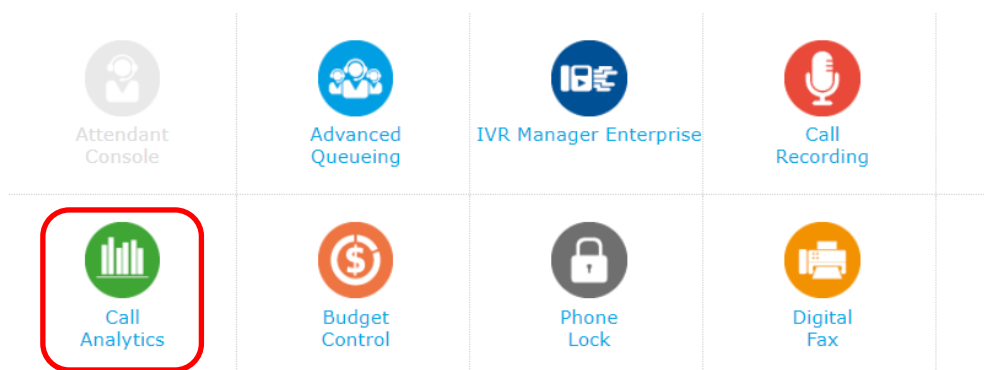 Attendant
Console
Advanced
Queueing
IVR Manager Enterprise
Call
Recording
Call
Analytics
Budget
Control
Phone
Lock
Digital
Fax